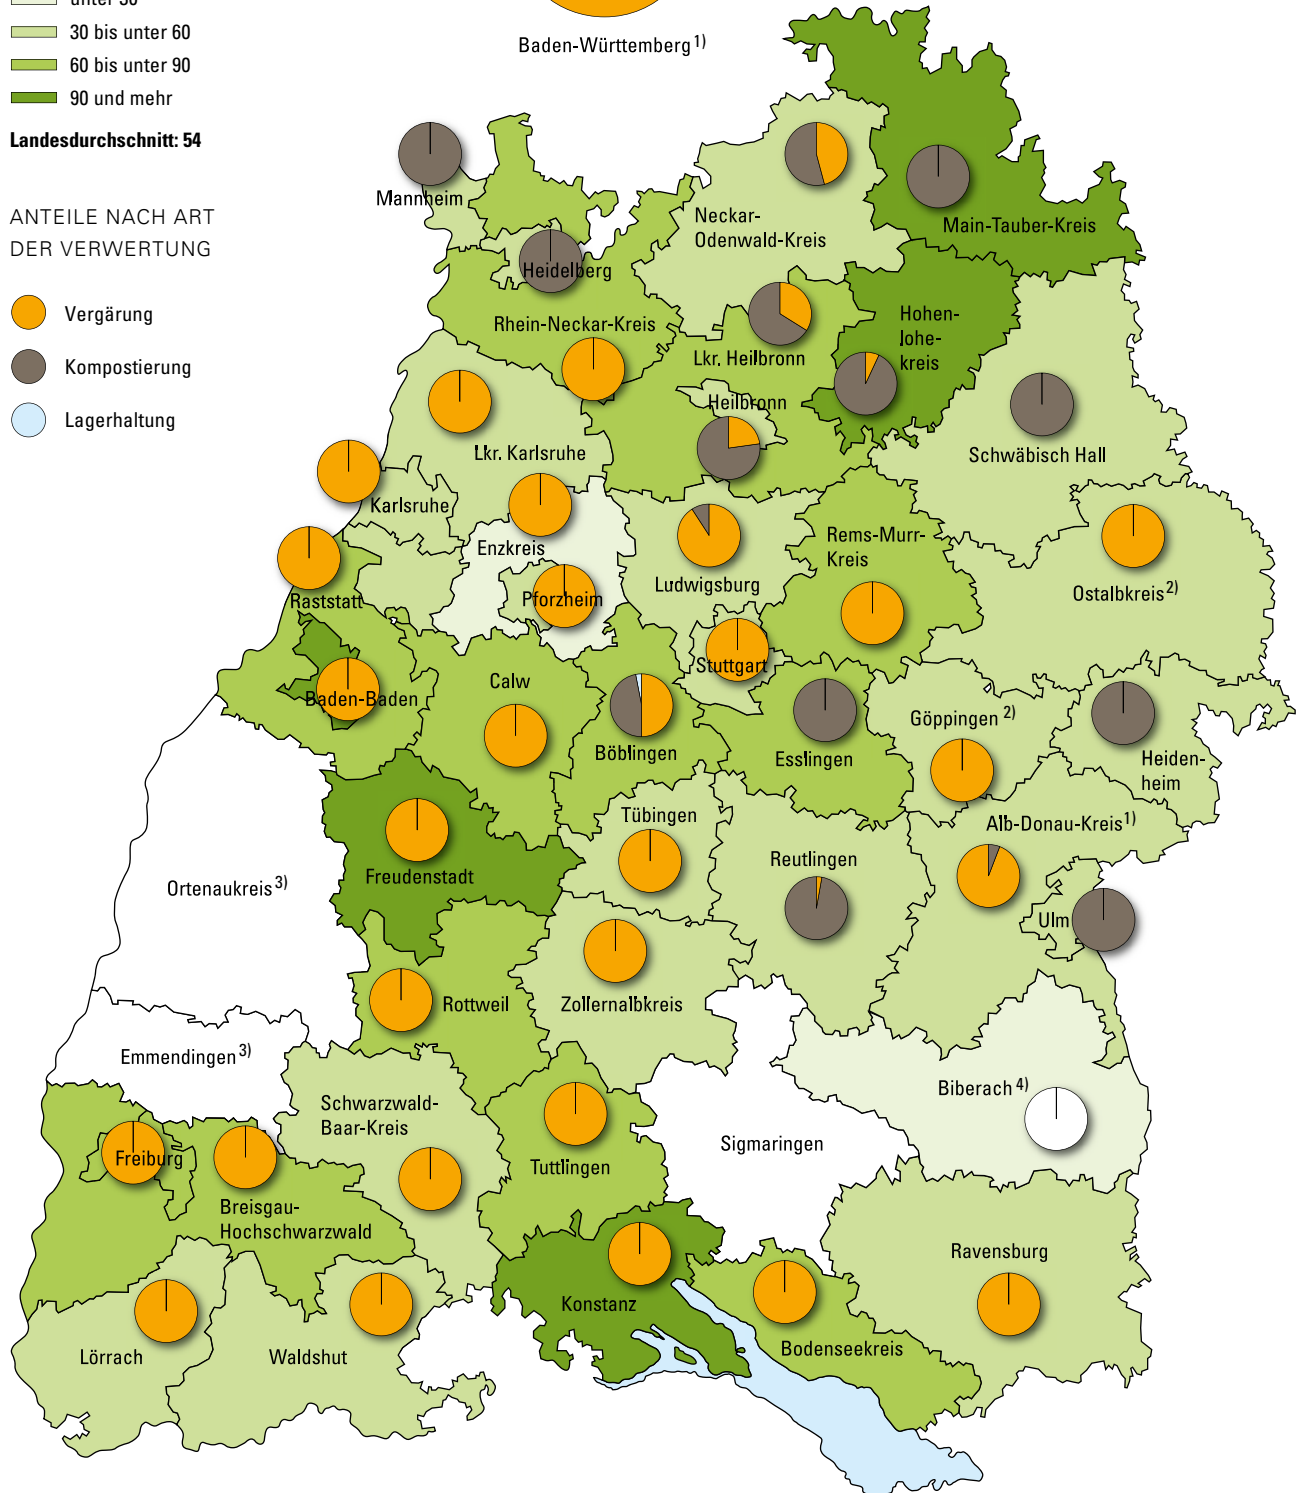 unter 30
30 bis unter 60
60 bis unter 90
90 und mehr
Landesdurchschnitt: 54
ANTEILE NACH ART
DER VERWERTUNG
Vergärung
Kompostierung
Lagerhaltung
Baden-Württemberg 1)
Mannheim
Neckar-
Odenwald-Kreis
Main-Tauber-Kreis
Heidelberg
Rhein-Neckar-Kreis
Hohen-
lohe-
kreis
Lkr. Heilbronn
Heilbronn
Lkr. Karlsruhe
Schwäbisch Hall
Karlsruhe
Enzkreis
Rems-Murr-
Kreis
Ludwigsburg
Ostalbkreis 2)
Raststatt
Pforzheim
Stuttgart
Calw
Baden-Baden
Göppingen 2)
Böblingen
Esslingen
Heiden-
heim
Tübingen
Alb-Donau-Kreis 1)
Reutlingen
Freudenstadt
Ortenaukreis 3)
Ulm
Rottweil
Zollernalbkreis
Emmendingen 3)
Biberach 4)
Schwarzwald-
Baar-Kreis
Sigmaringen
Freiburg
Tuttlingen
Breisgau-
Hochschwarzwald
Ravensburg
Konstanz
Bodenseekreis
Lörrach
Waldshut